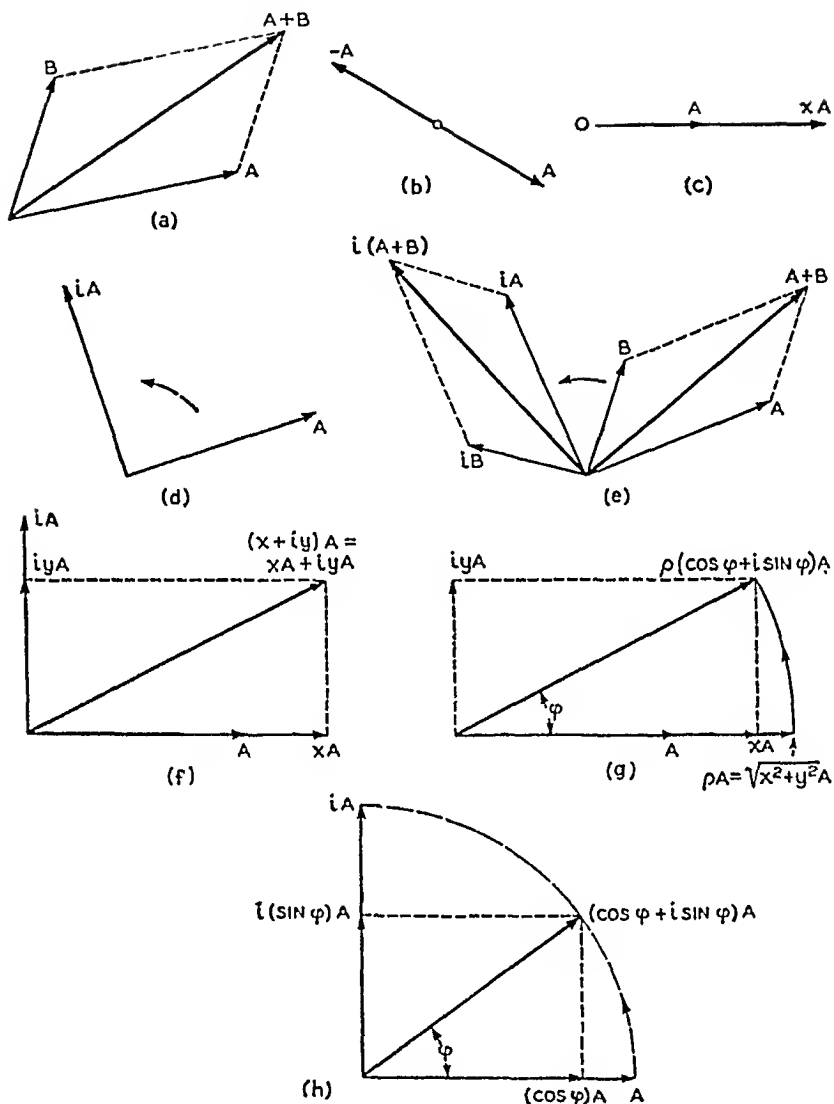 A+B
B
A
(a)
-A
A
(b)
O
A
xA
(c)
iA
A
(d)
i(A+B)
iA
A+B
B
A
iB
(e)
iA
iyA
(x+iy)A =
xA+iyA
A
xA
(f)
iyA
ρ(cos φ+i sin φ)A
φ
A
xA
(g)
ρA=√x²+y²A
iA
i(sin φ)A
(cos φ+i sin φ)A
φ
(h)
(cos φ)A
A